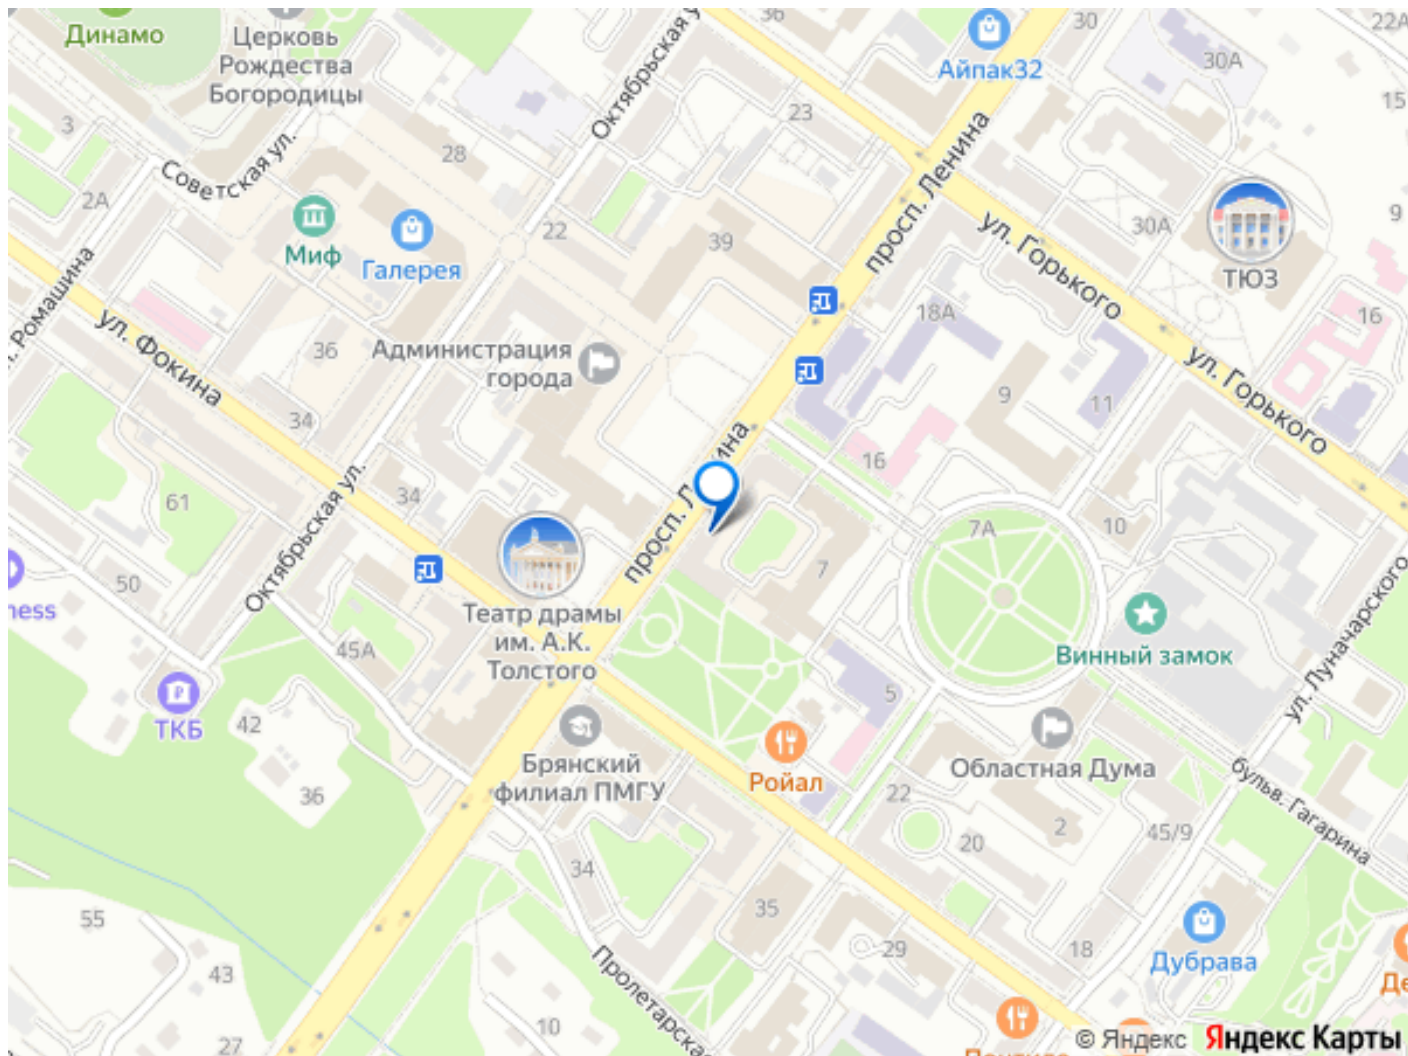 Динамо
Церковь
Рождества
Богородицы
Октябрьская у
36
30
22А
Айпак32
30А
15
23
3
28
Советская ул.
2А
просп. Ленина
Миф
Галерея
22
39
ул. Горького
30А
ТЮЗ
9
Ромашина
ул. Фокина
36
Администрация
города
18А
16
ул. Горького
9
11
34
16
61
34
просп. Л
ина
Октябрьская ул.
7А
10
50
ness
7
Театр драмы
им. А.К.
Толстого
45А
Винный замок
ул. Луначарского
ТКБ
42
5
Брянский
филиал ПМГУ
Ройал
Областная Дума
36
22
2
20
45/9
бульв. Гагарина
34
35
55
29
18
Дубрава
43
Пролетарская
10
27
Де
© Яндекс
Яндекс Карты